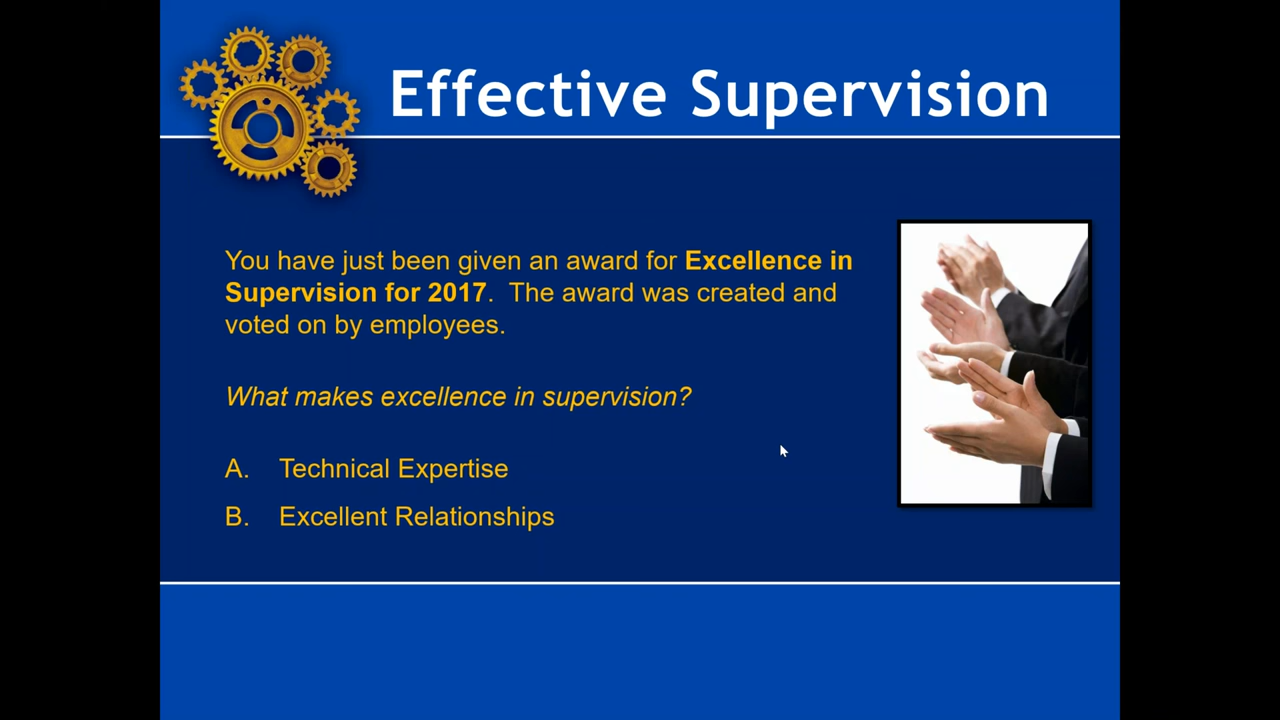 Effective Supervision
You have just been given an award for Excellence in
Supervision for 2017.  The award was created and
voted on by employees.
What makes excellence in supervision?
A. Technical Expertise
B. Excellent Relationships